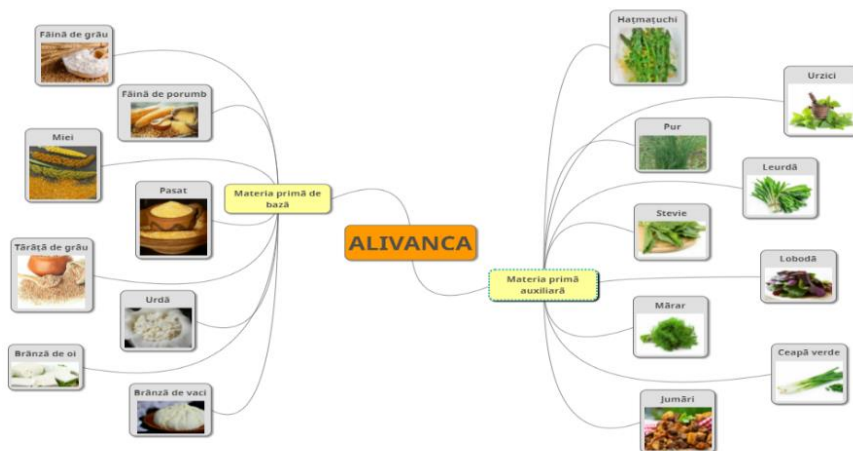 ALIVANCA
Materia primă de
bază
Făină de grâu
Făină de porumb
Miei
Pasat
Tărâță de grâu
Urdă
Brânză de oi
Brânză de vaci
Materia primă
auxiliară
Hațmațuchi
Urzici
Pur
Leurdă
Stevie
Lobodă
Mărar
Ceapă verde
Jumări